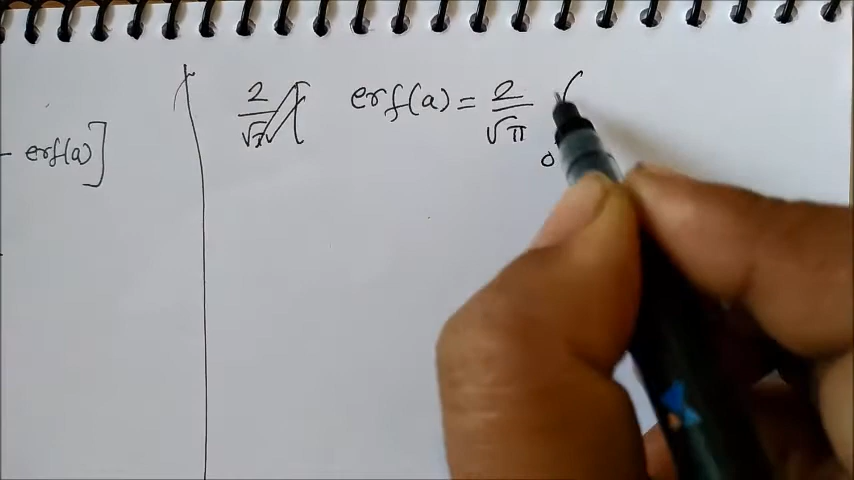 - erf(a)]
2/√π erf(a) = 2/√π ∫0